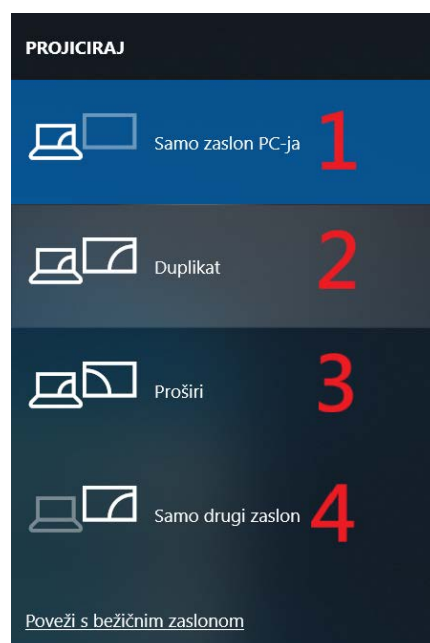 PROJICIRAJ
Samo zaslon PC-ja 1
Duplikat 2
Proširi 3
Samo drugi zaslon 4
Poveži s bežičnim zaslonom